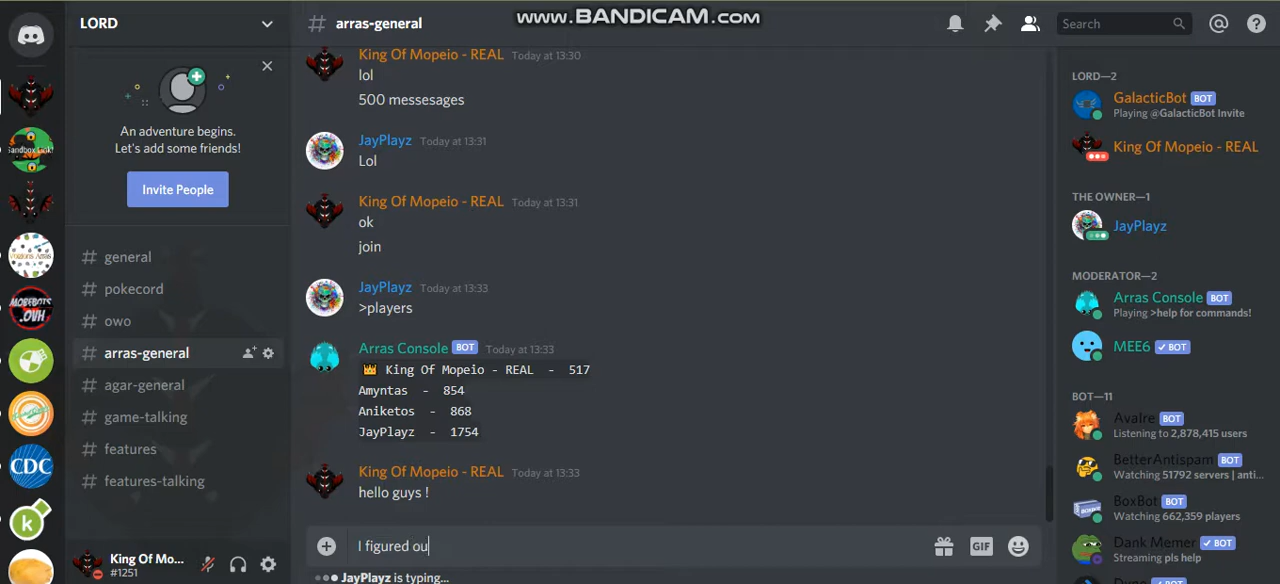 www.BANDICAM.com
LORD
# arras-general
Search
An adventure begins.
Let's add some friends!
Invite People
# general
# pokecord
# owo
# arras-general
# agar-general
# game-talking
# features
# features-talking
King Of Mo...
#1251
King Of Mopeio - REAL Today at 13:30
lol
500 messesages
JayPlayz Today at 13:31
Lol
King Of Mopeio - REAL Today at 13:31
ok
join
JayPlayz Today at 13:33
>players
Arras Console BOT Today at 13:33
King Of Mopeio - REAL - 517
Amyntas - 854
Aniketos - 868
JayPlayz - 1754
King Of Mopeio - REAL Today at 13:33
hello guys !
I figured ou
GIF
JayPlayz is typing...
LORD—2
GalacticBot BOT
Playing @GalacticBot Invite
King Of Mopeio - REAL
THE OWNER—1
JayPlayz
MODERATOR—2
Arras Console BOT
Playing >help for commands!
MEE6 ✓ BOT
BOT—11
Avalre BOT
Listening to 2,878,415 users
BetterAntispam BOT
Watching 51792 servers | anti...
BoxBot BOT
Watching 662,359 players
Dank Memer ✓ BOT
Streaming pls help
CDC
k